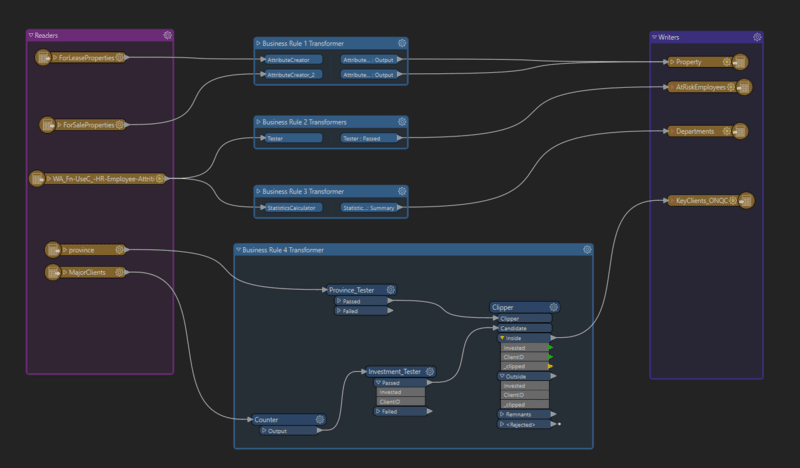 Readers
ForLeaseProperties
ForSaleProperties
WA_Fn-UseC_-HR-Employee-Attriti
province
MajorClients
Business Rule 1 Transformer
AttributeCreator
Attribute... : Output
AttributeCreator_2
Attribute... : Output
Business Rule 2 Transformers
Tester
Tester : Passed
Business Rule 3 Transformer
StatisticsCalculator
Statistic...: Summary
Business Rule 4 Transformer
Province_Tester
Passed
Failed
Investment_Tester
Passed
Invested
ClientID
Failed
Counter
Output
Clipper
Clipper
Candidate
Inside
Invested
ClientID
_clipped
Outside
Invested
ClientID
_clipped
Remnants
<Rejected>
Writers
Property
AtRiskEmployees
Departments
KeyClients_ONQC